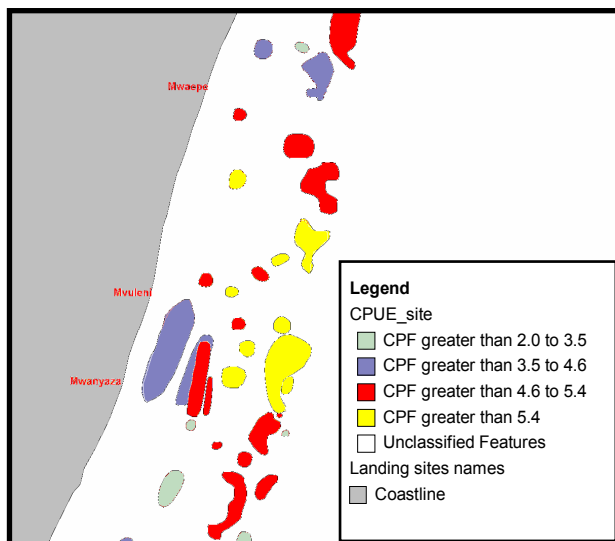 Mwaepe
Mvuleni
Mwanyaza
Legend
CPUE_site
CPF greater than 2.0 to 3.5
CPF greater than 3.5 to 4.6
CPF greater than 4.6 to 5.4
CPF greater than 5.4
Unclassified Features
Landing sites names
Coastline